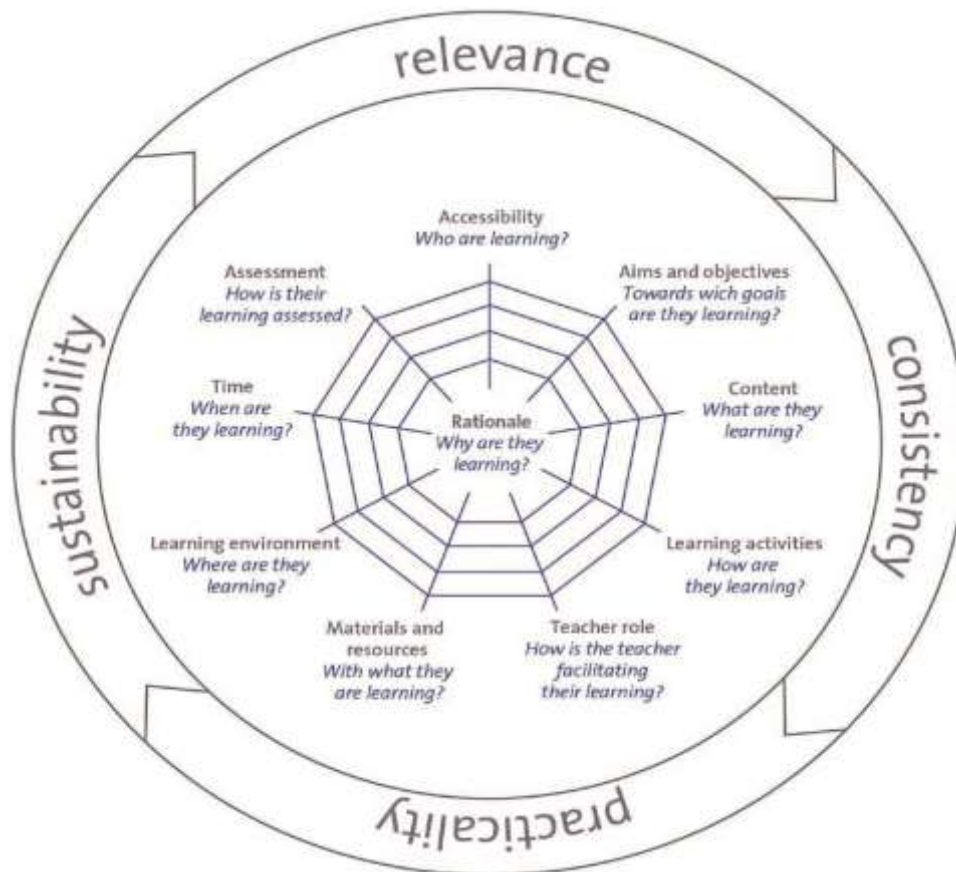 relevance
Accessibility
Who are learning?
Assessment
How is their
learning assessed?
Aims and objectives
Towards wich goals
are they learning?
Time
When are
they learning?
Rationale
Why are they
learning?
Content
What are they
learning?
Learning environment
Where are they
learning?
Learning activities
How are
they learning?
Materials and
resources
With what they
are learning?
Teacher role
How is the teacher
facilitating
their learning?
sustainability
consistency
practicality